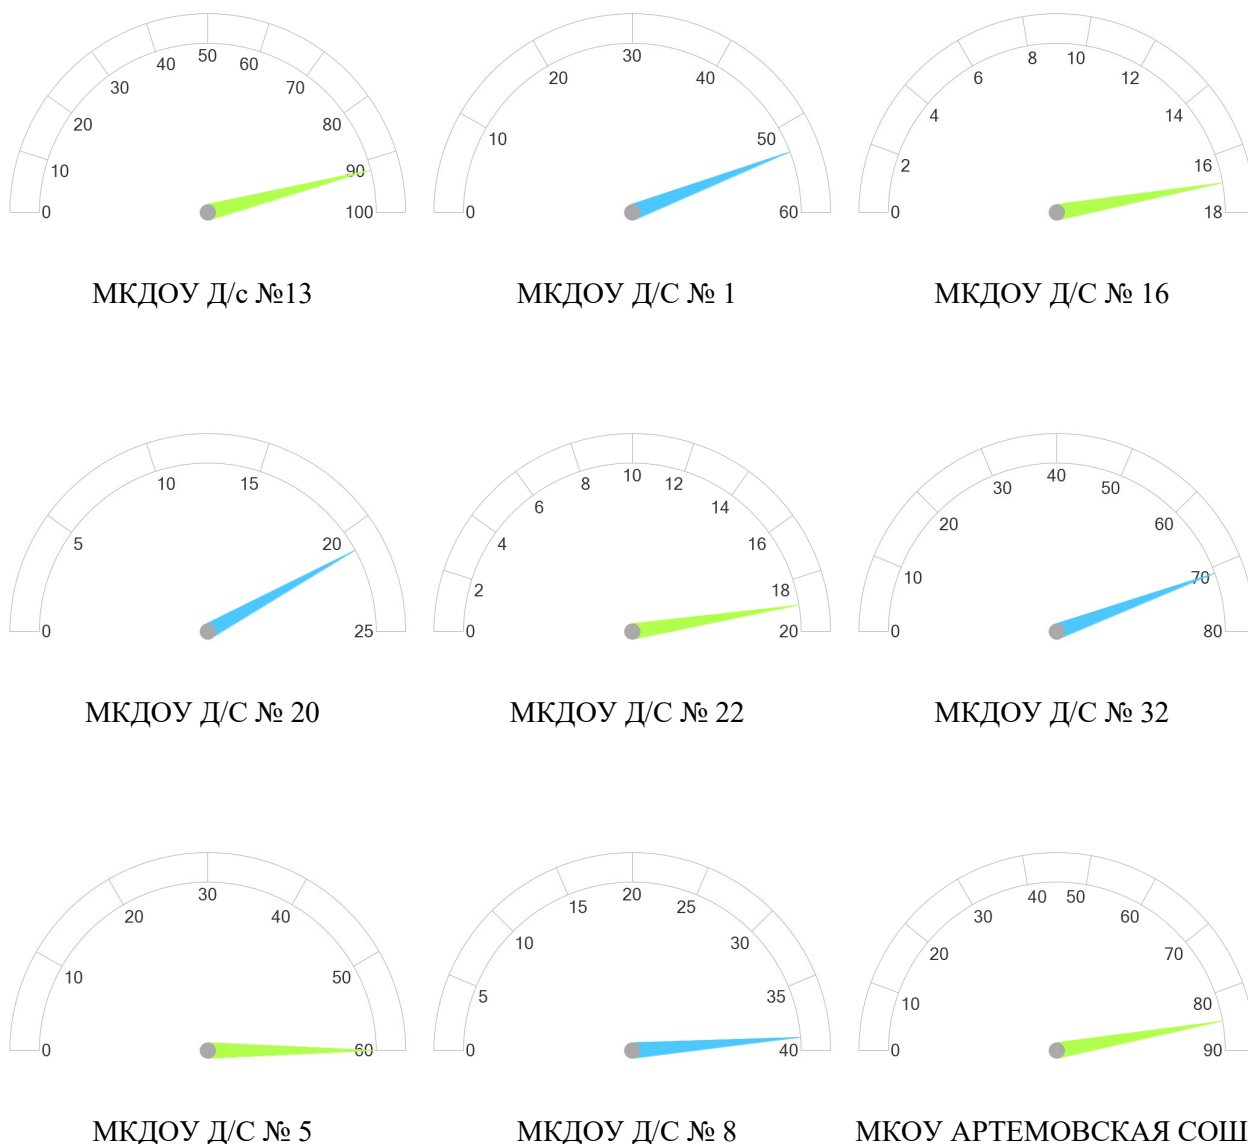 0 10 20 30 40 50 60 70 80 90 100
МКДОУ Д/с №13
0 10 20 30 40 50 60
МКДОУ Д/С № 1
0 2 4 6 8 10 12 14 16 18
МКДОУ Д/С № 16
0 5 10 15 20 25
МКДОУ Д/С № 20
0 2 4 6 8 10 12 14 16 18 20
МКДОУ Д/С № 22
0 10 20 30 40 50 60 70 80
МКДОУ Д/С № 32
0 10 20 30 40 50 60
МКДОУ Д/С № 5
0 5 10 15 20 25 30 35 40
МКДОУ Д/С № 8
0 10 20 30 40 50 60 70 80 90
МКОУ АРТЕМОВСКАЯ СОШ